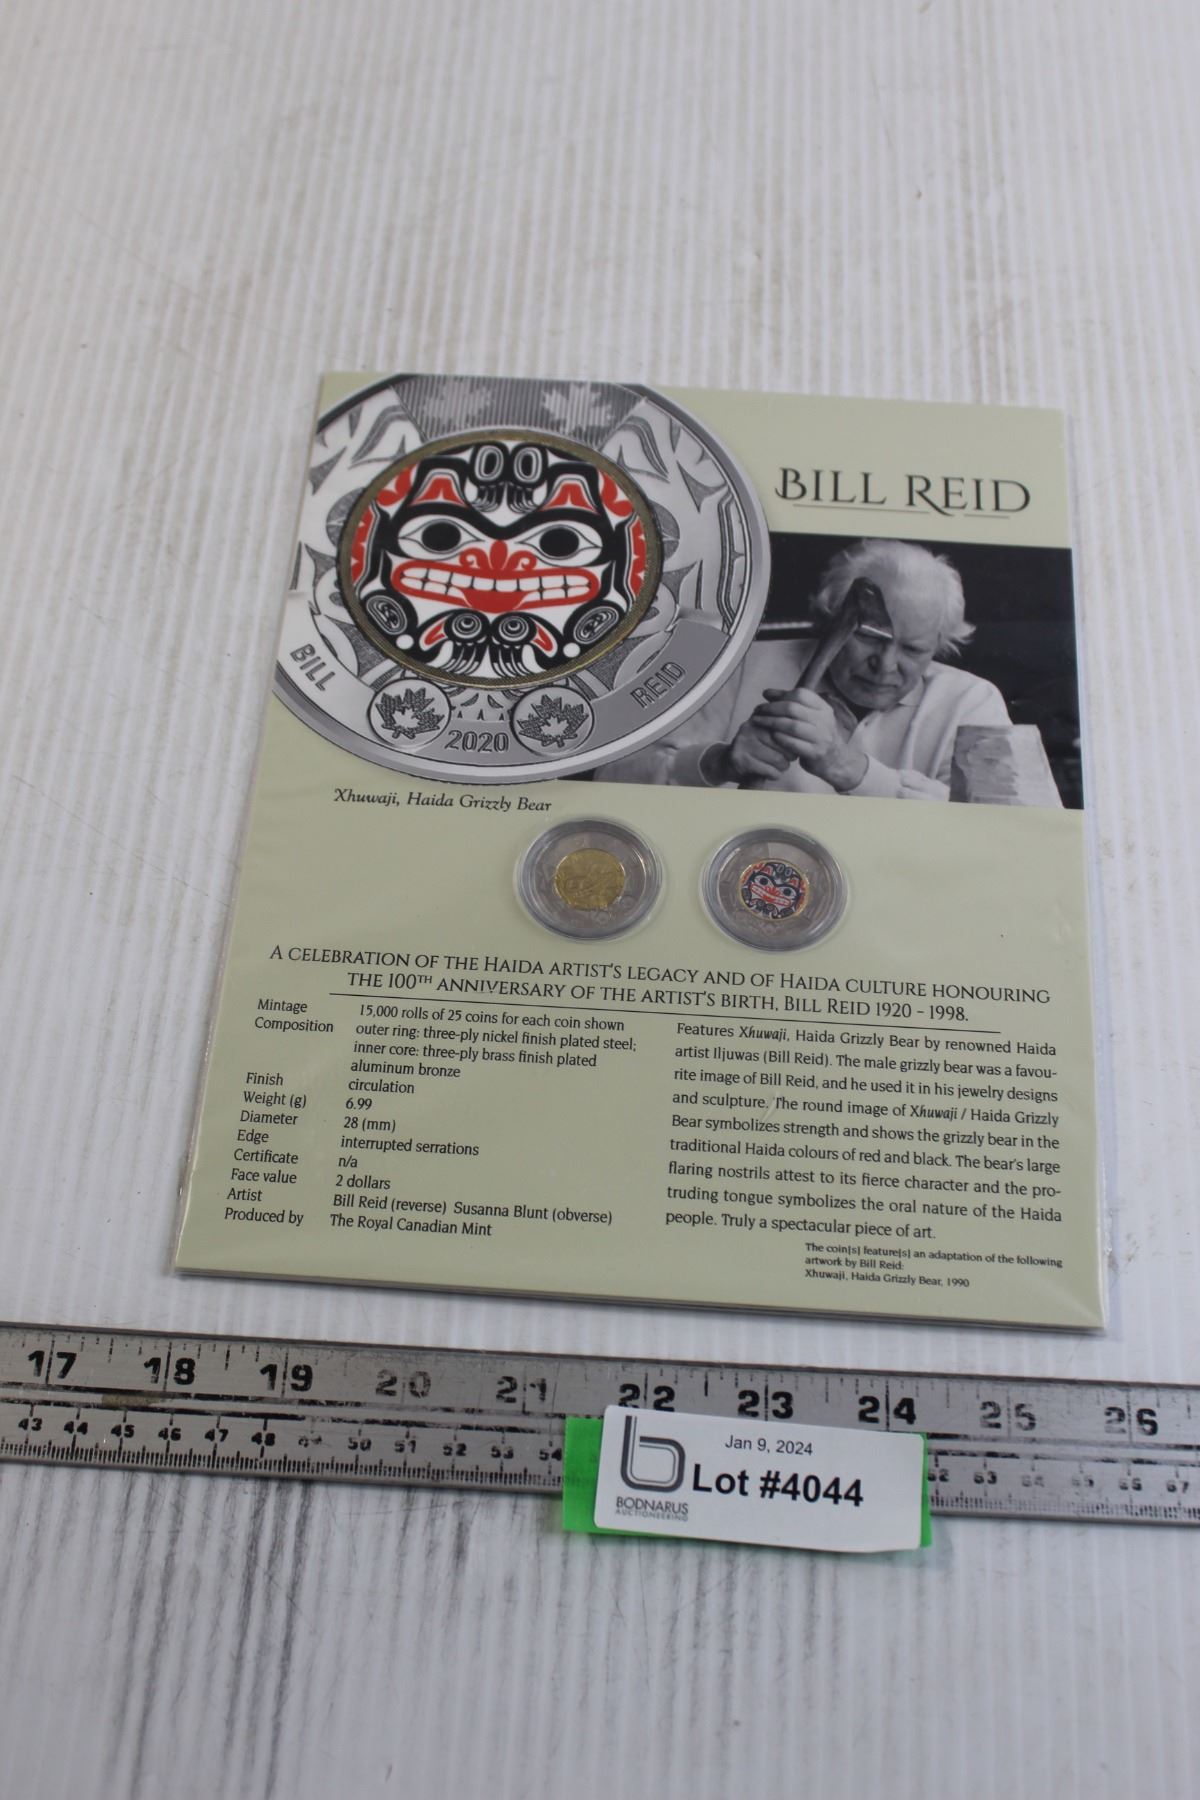 BILL REID
BILL
REID
2020
Xhuwaji, Haida Grizzly Bear
A CELEBRATION OF THE HAIDA ARTIST'S LEGACY AND OF HAIDA CULTURE HONOURING
THE 100TH ANNIVERSARY OF THE ARTIST'S BIRTH, BILL REID 1920 - 1998.
Mintage 15,000 rolls of 25 coins for each coin shown
Composition outer ring: three-ply nickel finish plated steel;
inner core: three-ply brass finish plated
aluminum bronze
Finish circulation
Weight (g) 6.99
Diameter 28 (mm)
Edge interrupted serrations
Certificate n/a
Face value 2 dollars
Artist Bill Reid (reverse) Susanna Blunt (obverse)
Produced by The Royal Canadian Mint
Features Xhuwaji, Haida Grizzly Bear by renowned Haida
artist Iljuwas (Bill Reid). The male grizzly bear was a favou-
rite image of Bill Reid, and he used it in his jewelry designs
and sculpture. The round image of Xhuwaji / Haida Grizzly
Bear symbolizes strength and shows the grizzly bear in the
traditional Haida colours of red and black. The bear's large
flaring nostrils attest to its fierce character and the pro-
truding tongue symbolizes the oral nature of the Haida
people. Truly a spectacular piece of art.
The coin[s] feature[s] an adaptation of the following
artwork by Bill Reid:
Xhuwaji, Haida Grizzly Bear, 1990
17 18 19 20 21 22 23 24 25 26
43 44 45 46 47 48 49 50 51 52 53 54 62 63 64 65 66 67
Jan 9, 2024
Lot #4044
BODNARUS
AUCTIONEERING